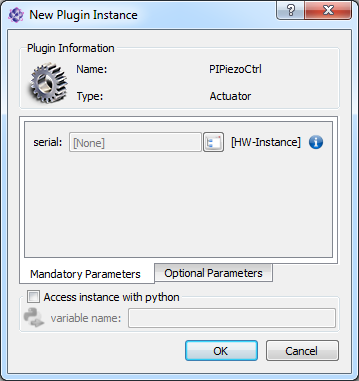 New Plugin Instance
Plugin Information
Name: PIPiezoCtrl
Type: Actuator
serial: [None] [HW-Instance]
Mandatory Parameters Optional Parameters
Access instance with python
variable name:
OK Cancel